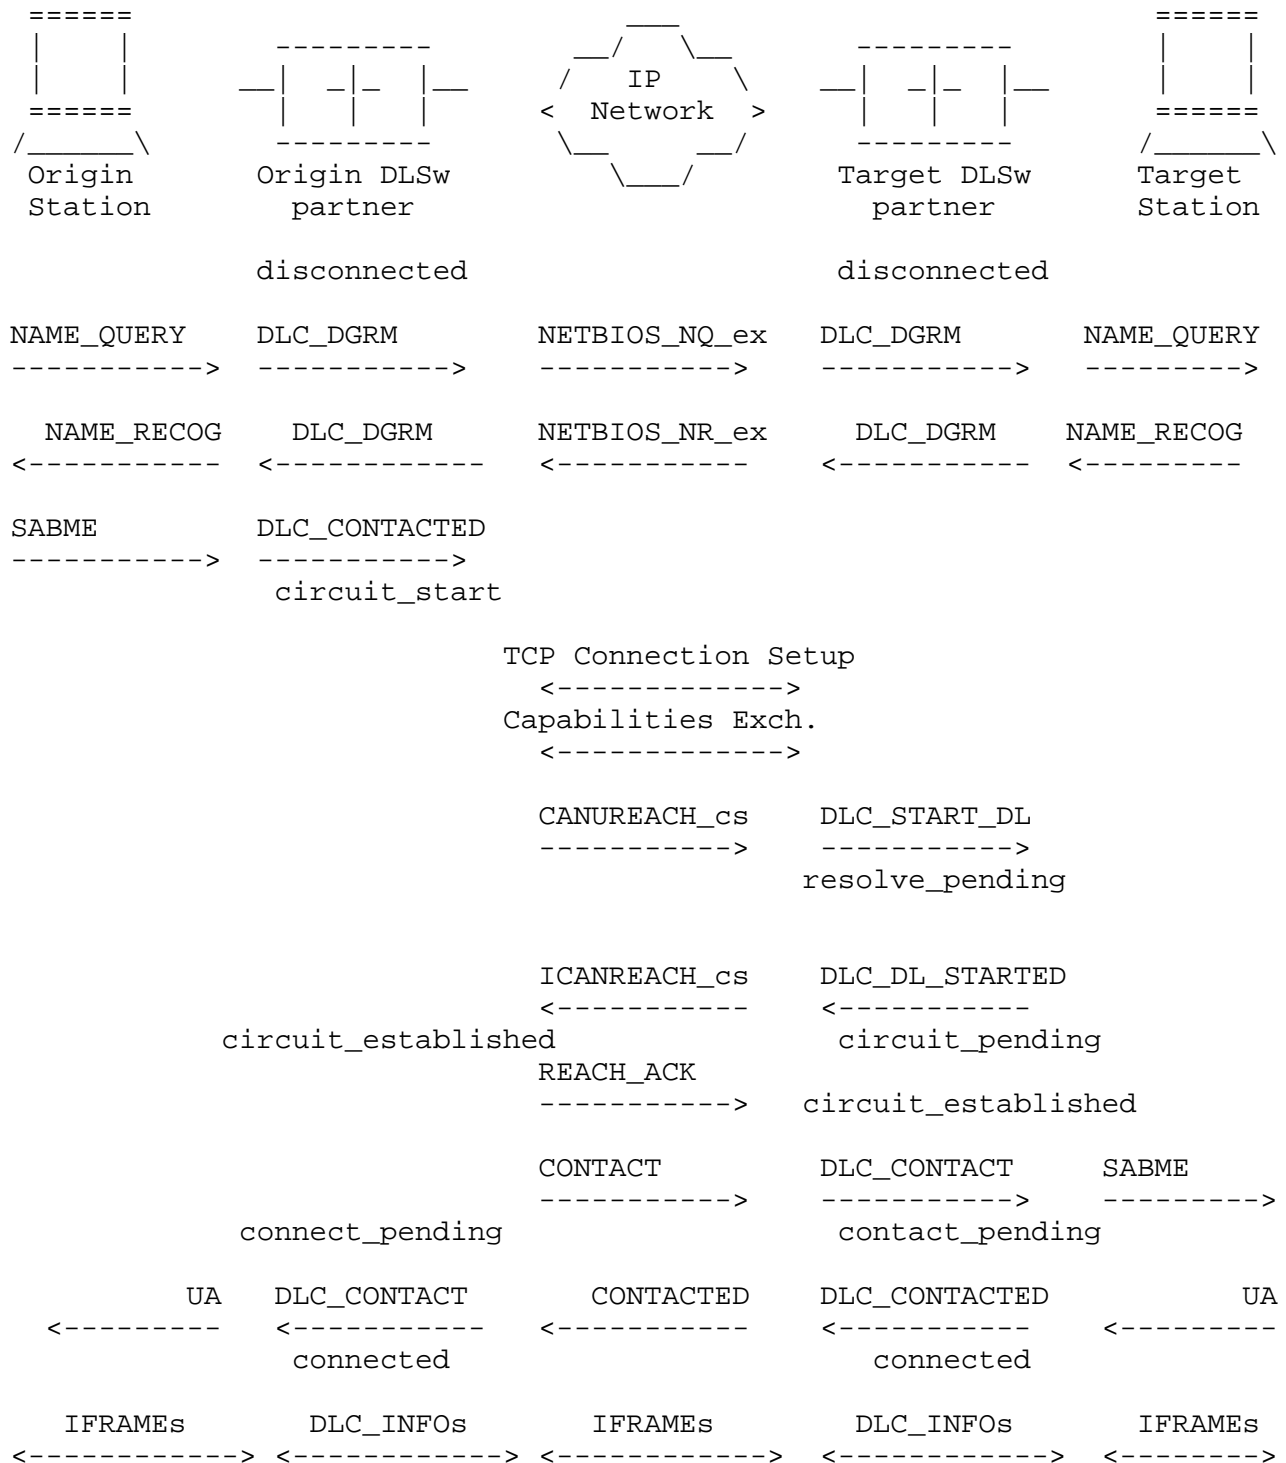 IP
Network
Origin Origin DLSw Target DLSw Target
Station partner partner Station
disconnected disconnected
NAME_QUERY DLC_DGRM NETBIOS_NQ_ex DLC_DGRM NAME_QUERY
NAME_RECOG DLC_DGRM NETBIOS_NR_ex DLC_DGRM NAME_RECOG
SABME DLC_CONTACTED
circuit_start
TCP Connection Setup
Capabilities Exch.
CANUREACH_cs DLC_START_DL
resolve_pending
ICANREACH_cs DLC_DL_STARTED
circuit_established circuit_pending
REACH_ACK
circuit_established
CONTACT DLC_CONTACT SABME
connect_pending contact_pending
UA DLC_CONTACT CONTACTED DLC_CONTACTED UA
connected connected
IFRAMEs DLC_INFOs IFRAMEs DLC_INFOs IFRAMEs